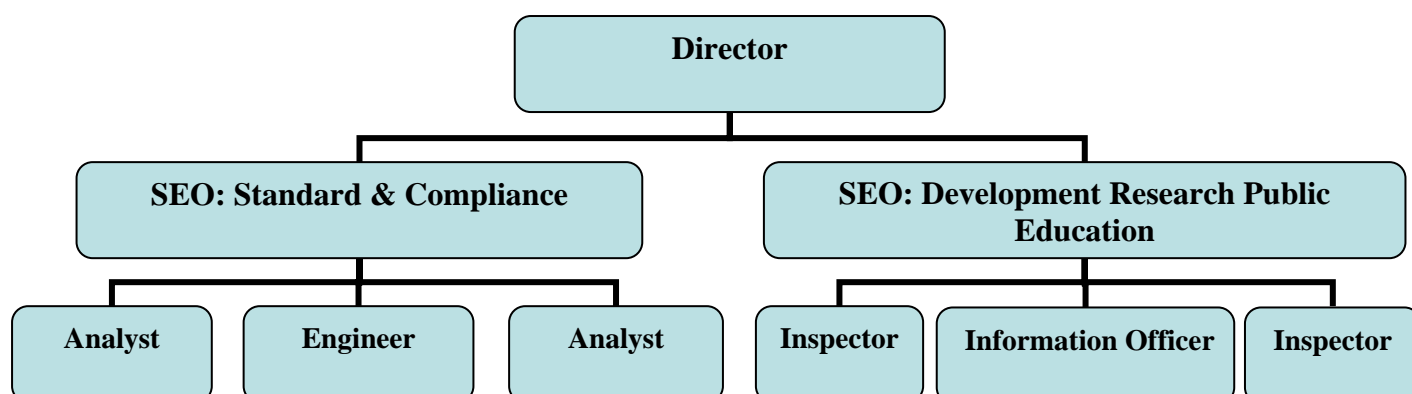 Director
SEO: Standard & Compliance
SEO: Development Research Public
Education
Analyst
Engineer
Analyst
Inspector
Information Officer
Inspector